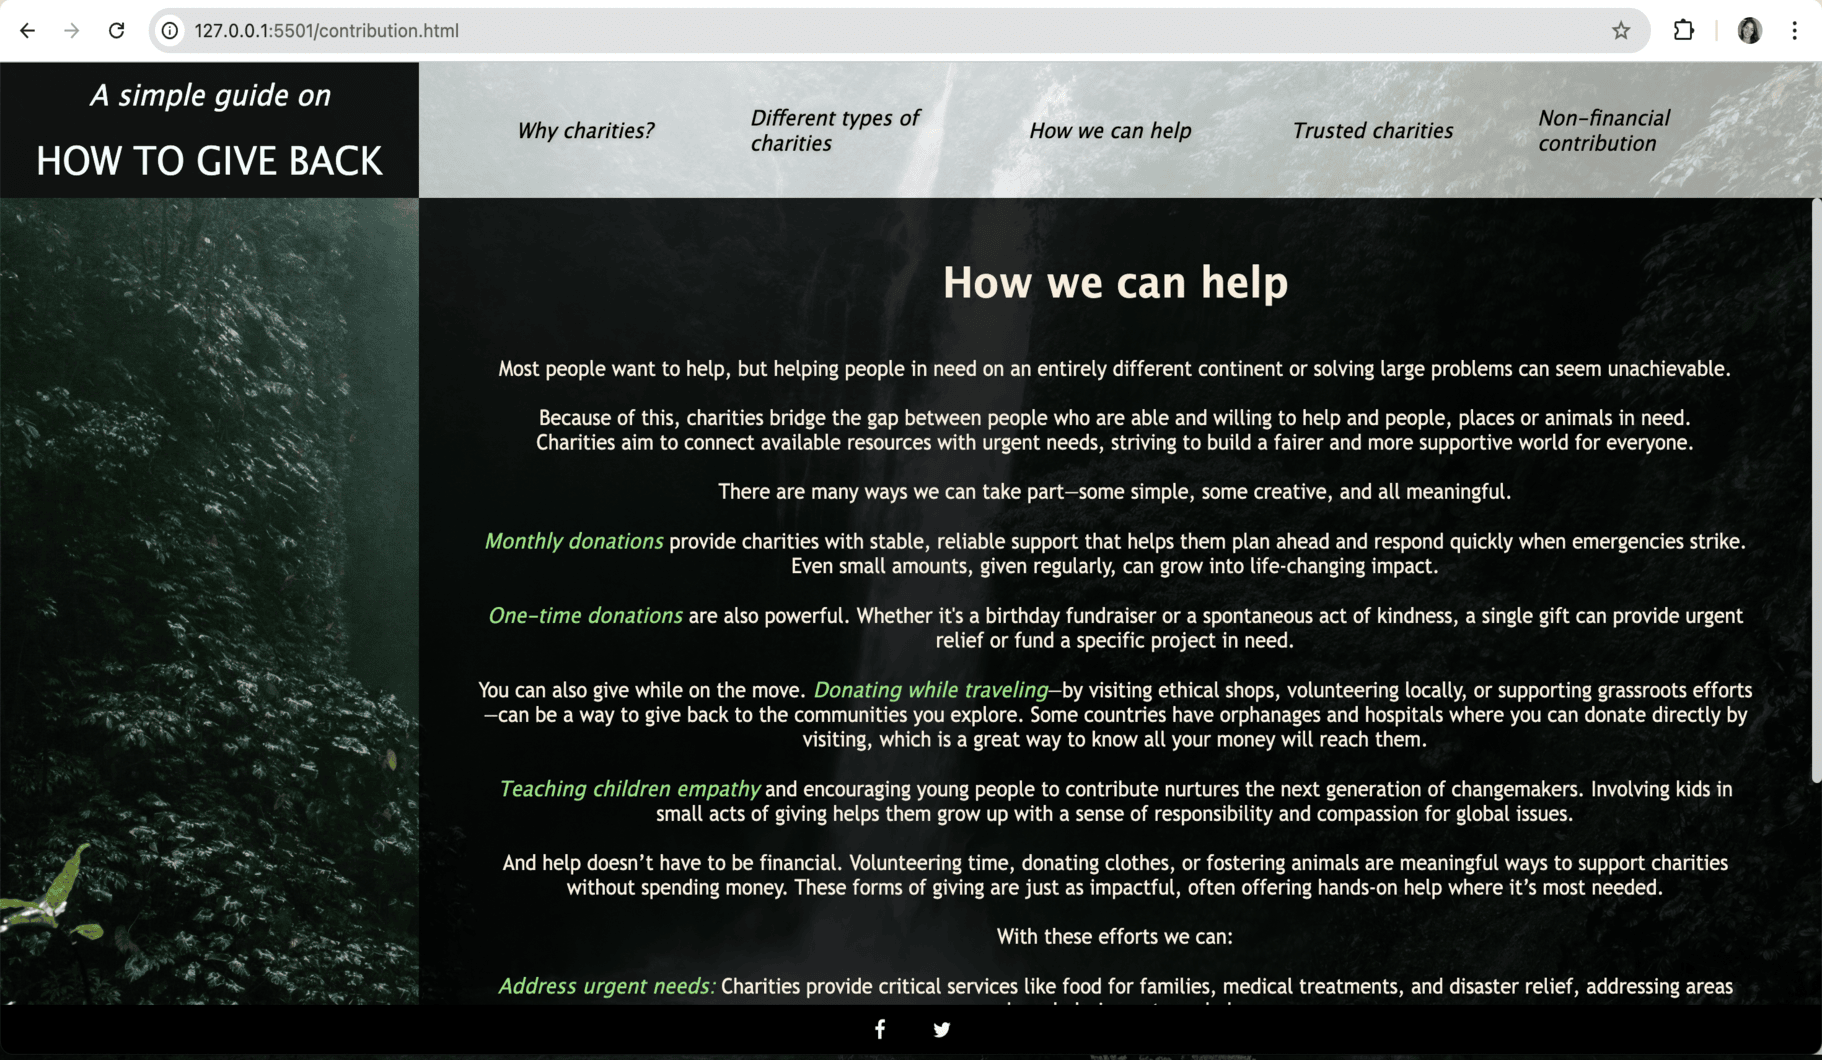 127.0.0.1:5501/contribution.html
A simple guide on
HOW TO GIVE BACK
Why charities?
Different types of
charities
How we can help
Trusted charities
Non-financial
contribution
How we can help
Most people want to help, but helping people in need on an entirely different continent or solving large problems can seem unachievable.
Because of this, charities bridge the gap between people who are able and willing to help and people, places or animals in need.
Charities aim to connect available resources with urgent needs, striving to build a fairer and more supportive world for everyone.
There are many ways we can take part—some simple, some creative, and all meaningful.
Monthly donations provide charities with stable, reliable support that helps them plan ahead and respond quickly when emergencies strike.
Even small amounts, given regularly, can grow into life-changing impact.
One-time donations are also powerful. Whether it's a birthday fundraiser or a spontaneous act of kindness, a single gift can provide urgent
relief or fund a specific project in need.
You can also give while on the move. Donating while traveling—by visiting ethical shops, volunteering locally, or supporting grassroots efforts
—can be a way to give back to the communities you explore. Some countries have orphanages and hospitals where you can donate directly by
visiting, which is a great way to know all your money will reach them.
Teaching children empathy and encouraging young people to contribute nurtures the next generation of changemakers. Involving kids in
small acts of giving helps them grow up with a sense of responsibility and compassion for global issues.
And help doesn’t have to be financial. Volunteering time, donating clothes, or fostering animals are meaningful ways to support charities
without spending money. These forms of giving are just as impactful, often offering hands-on help where it’s most needed.
With these efforts we can:
Address urgent needs: Charities provide critical services like food for families, medical treatments, and disaster relief, addressing areas